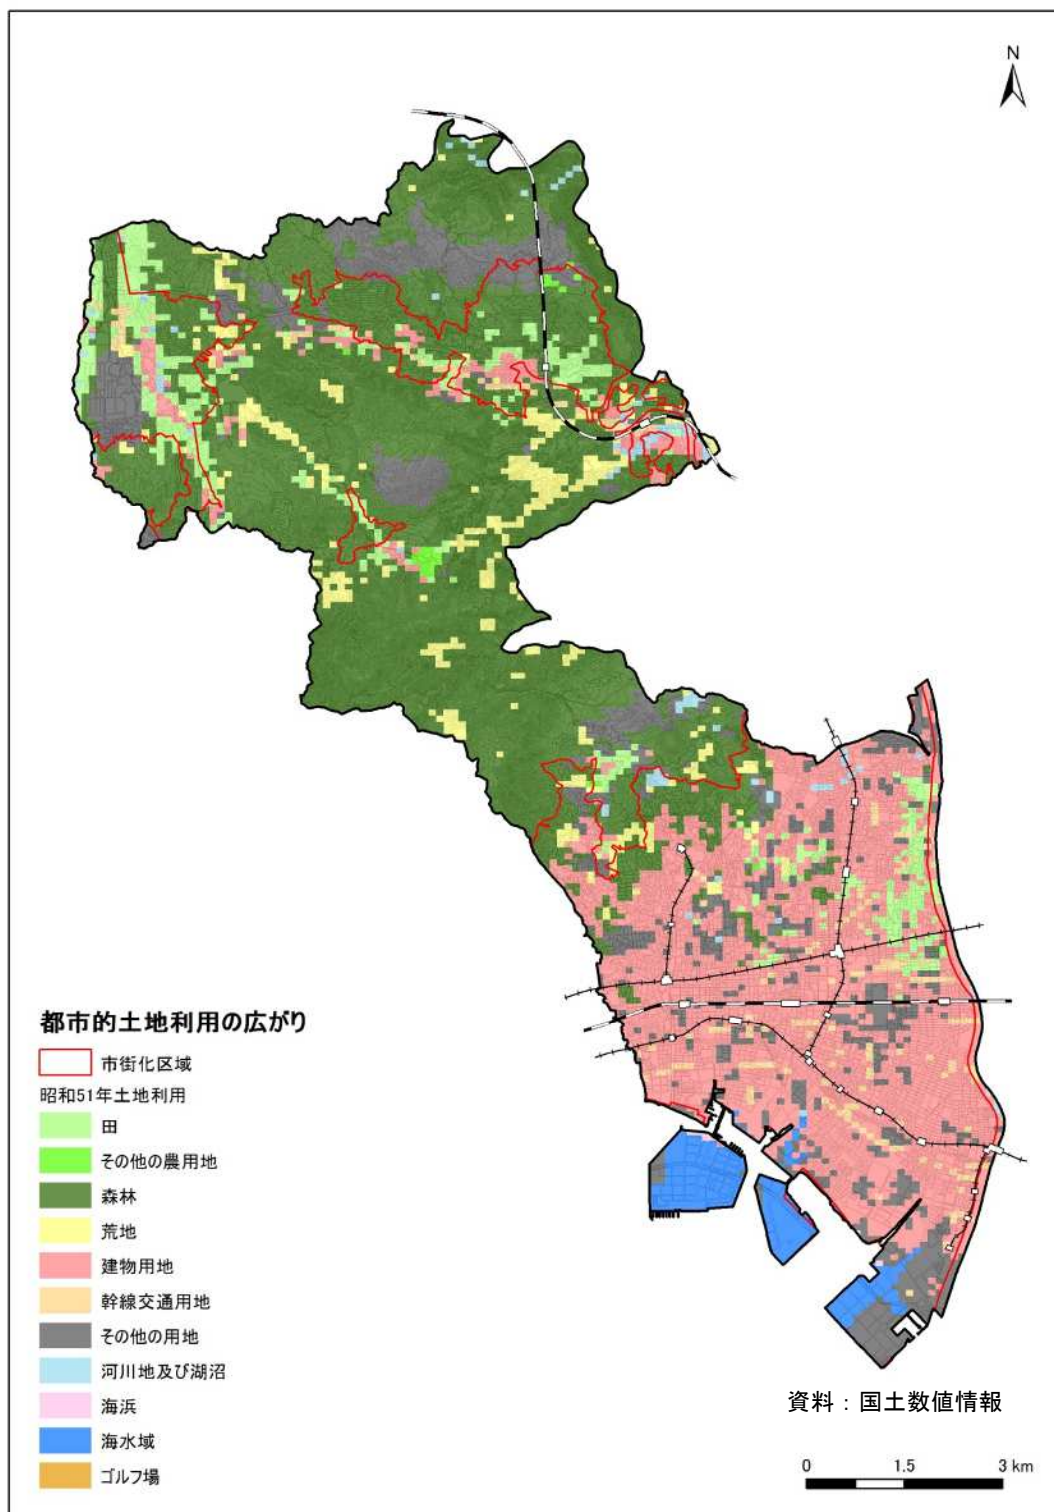 N
都市的土地利用の広がり
市街化区域
昭和51年土地利用
田
その他の農用地
森林
荒地
建物用地
幹線交通用地
その他の用地
河川地及び湖沼
海浜
海水域
ゴルフ場
資料：国土数値情報
0 1.5 3 km